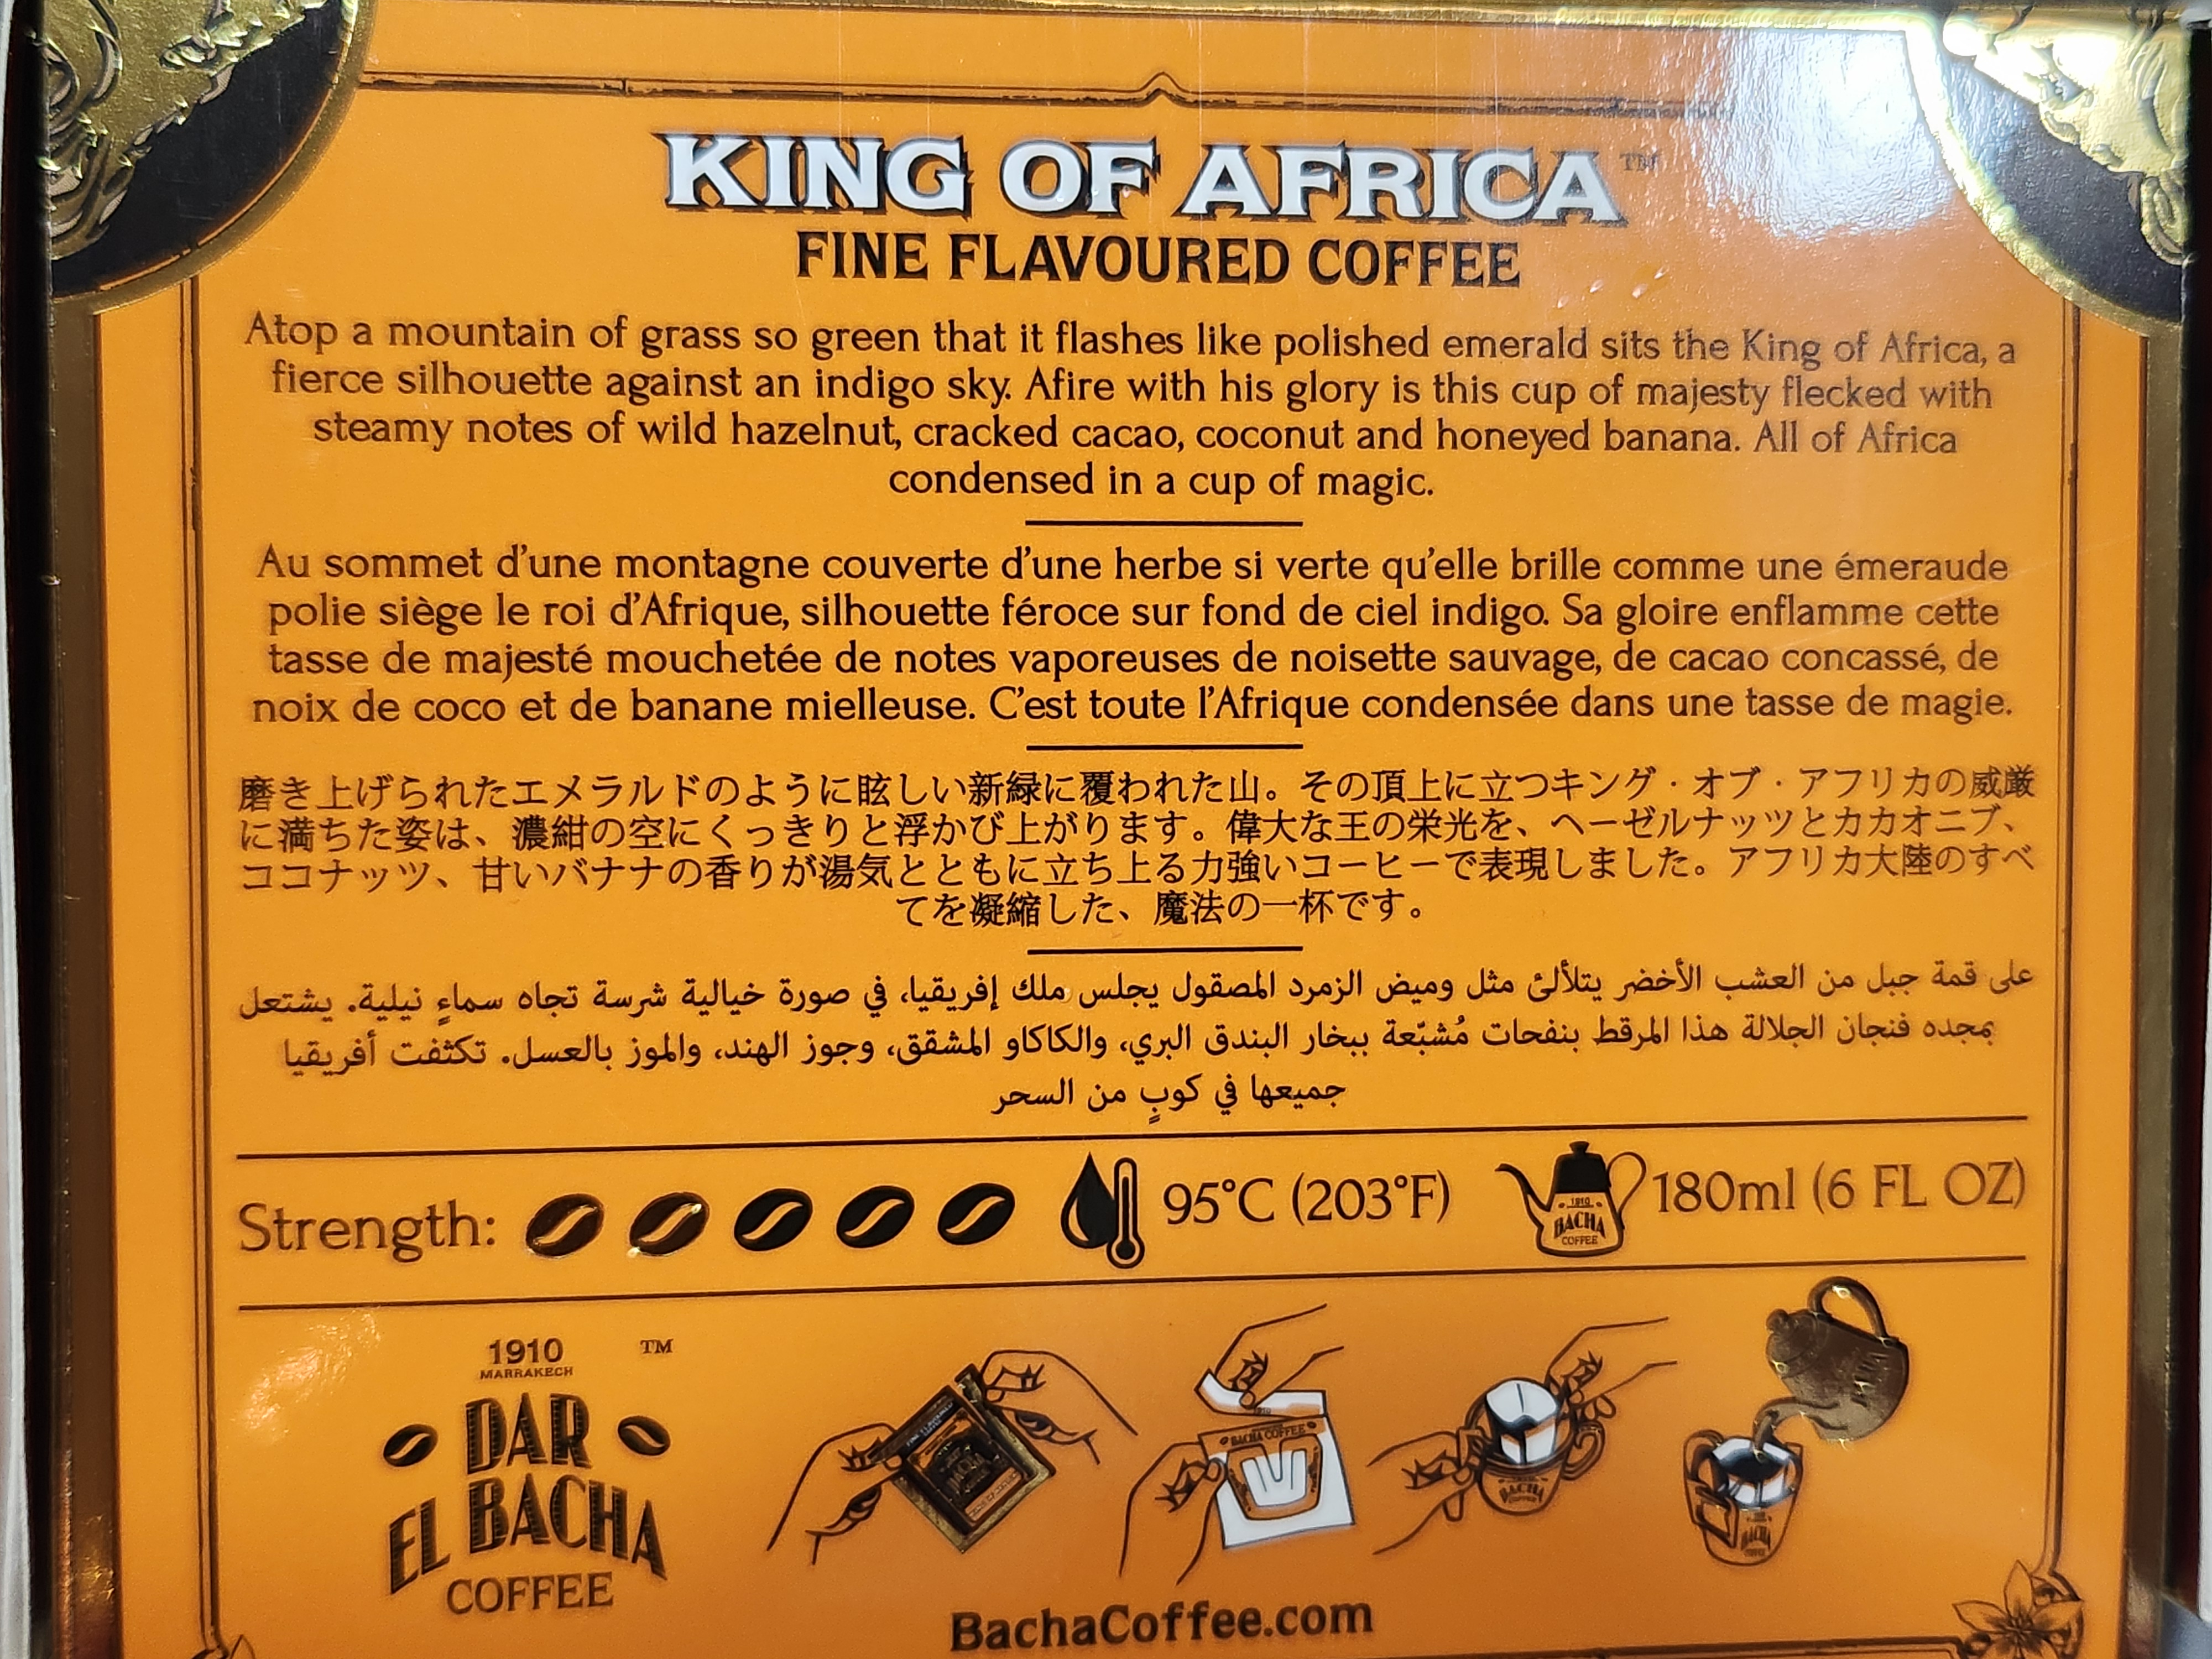 KING OF AFRICA™
FINE FLAVOURED COFFEE
Atop a mountain of grass so green that it flashes like polished emerald sits the King of Africa, a
fierce silhouette against an indigo sky. Afire with his glory is this cup of majesty flecked with
steamy notes of wild hazelnut, cracked cacao, coconut and honeyed banana. All of Africa
condensed in a cup of magic.
Au sommet d’une montagne couverte d’une herbe si verte qu’elle brille comme une émeraude
polie siège le roi d’Afrique, silhouette féroce sur fond de ciel indigo. Sa gloire enflamme cette
tasse de majesté mouchetée de notes vaporeuses de noisette sauvage, de cacao concassé, de
noix de coco et de banane mielleuse. C’est toute l’Afrique condensée dans une tasse de magie.
磨き上げられたエメラルドのように眩しい新緑に覆われた山。その頂上に立つキング・オブ・アフリカの威厳
に満ちた姿は、濃紺の空にくっきりと浮かび上がります。偉大な王の栄光を、ヘーゼルナッツとカカオニブ、
ココナッツ、甘いバナナの香りが湯気とともに立ち上る力強いコーヒーで表現しました。アフリカ大陸のすべ
てを凝縮した、魔法の一杯です。
على قمة جبل من العشب الأخضر يتلألئ مثل وميض الزمرد المصقول يجلس ملك إفريقيا، في صورة خيالية شرسة تجاه سماءٍ نيلية. يشتعل
بمجده فنجان الجلالة هذا المرقط بنفحات مُشبّعة ببخار البندق البري، والكاكاو المشقق، وجوز الهند، والموز بالعسل. تكثفت أفريقيا
جميعها في كوبٍ من السحر
Strength:
95°C (203°F)
1910
BACHA
COFFEE
180ml (6 FL OZ)
1910 ™
MARRAKECH
DAR
EL BACHA
COFFEE
BACHA COFFEE
BACHA
BACHA
BachaCoffee.com